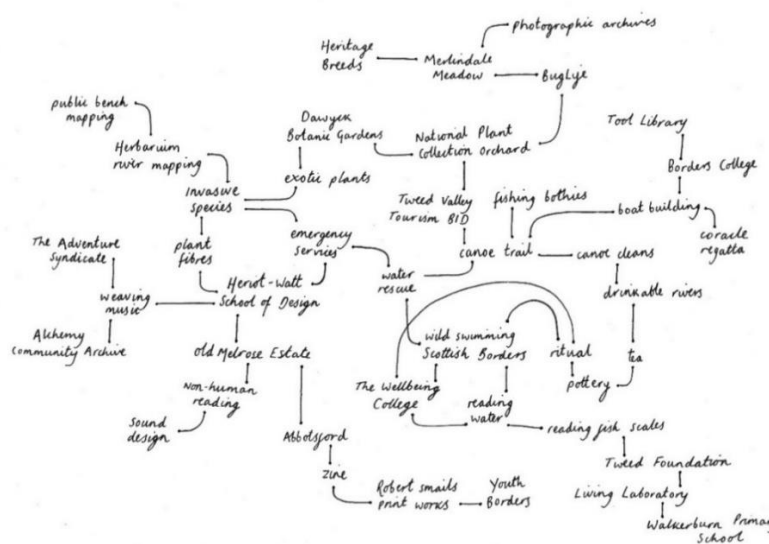 photographic archives
Heritage
Breeds
Merlindale
Meadow
Buglife
public bench
mapping
Herbarium
river mapping
Dawyck
Botanic Gardens
National Plant
Collection Orchard
Tool Library
Borders College
exotic plants
Invasive
species
Tweed Valley
Tourism BID
fishing bothies
boat building
coracle
regatta
emergency
services
canoe trail
canoe cleans
The Adventure
Syndicate
plant
fibres
water
rescue
drinkable rivers
Heriot-Watt
School of Design
weaving
music
Alchemy
Community Archive
old Melrose Estate
wild swimming
Scottish Borders
ritual
tea
Non-human
reading
The Wellbeing
College
reading
water
pottery
Sound
design
Abbotsford
reading fish scales
Tweed Foundation
zine
Robert smails
print works
Youth
Borders
Living Laboratory
Walkerburn Primary
School